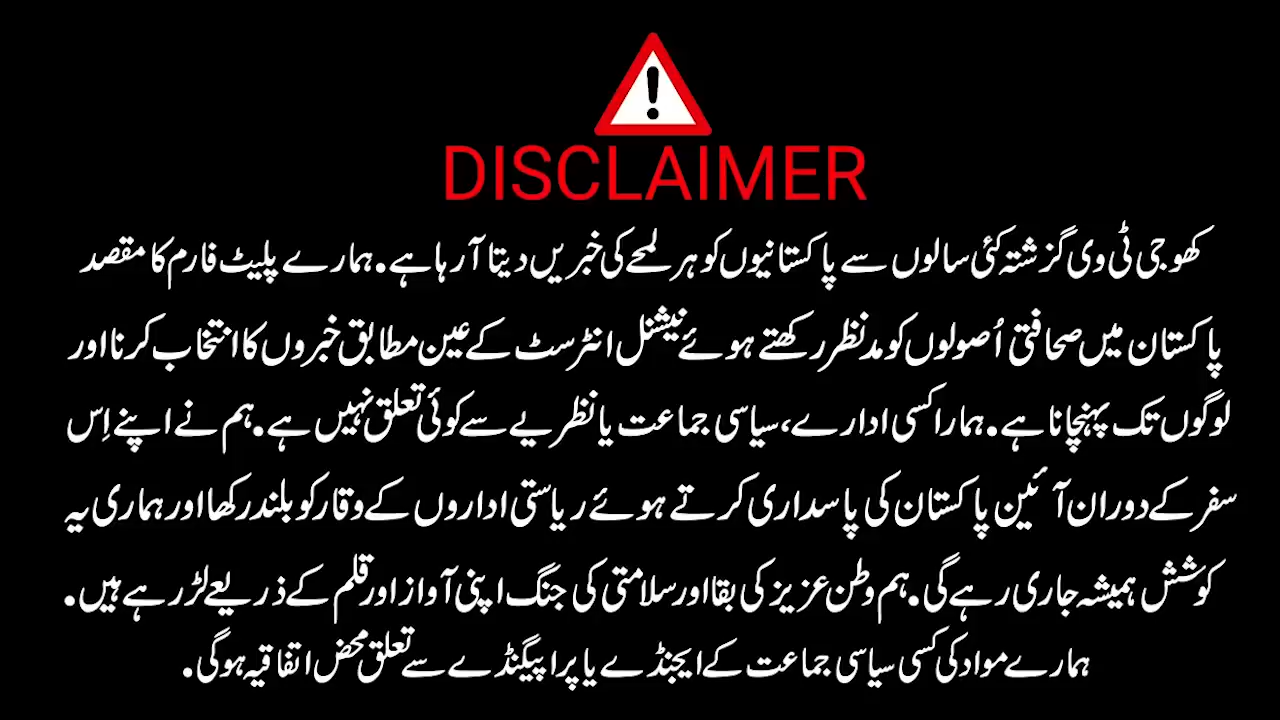 DISCLAIMER
کھوجی ٹی وی گزشتہ کئی سالوں سے پاکستانیوں کو ہر لمحے کی خبریں دیتا آ رہا ہے۔ ہمارے پلیٹ فارم کا مقصد
پاکستان میں صحافتی اُصولوں کو مدنظر رکھتے ہوئے نیشنل انٹرسٹ کے عین مطابق خبروں کا انتخاب کرنا اور
لوگوں تک پہنچانا ہے۔ ہمارا کسی ادارے، سیاسی جماعت یا نظریے سے کوئی تعلق نہیں ہے۔ ہم نے اپنے اِس
سفر کے دوران آئین پاکستان کی پاسداری کرتے ہوئے ریاستی اداروں کے وقار کو بلند رکھا اور ہماری یہ
کوشش ہمیشہ جاری رہے گی۔ ہم وطن عزیز کی بقا اور سلامتی کی جنگ اپنی آواز اور قلم کے ذریعے لڑ رہے ہیں۔
ہمارے مواد کی کسی سیاسی جماعت کے ایجنڈے یا پراپیگنڈے سے تعلق محض اتفاقیہ ہوگی۔